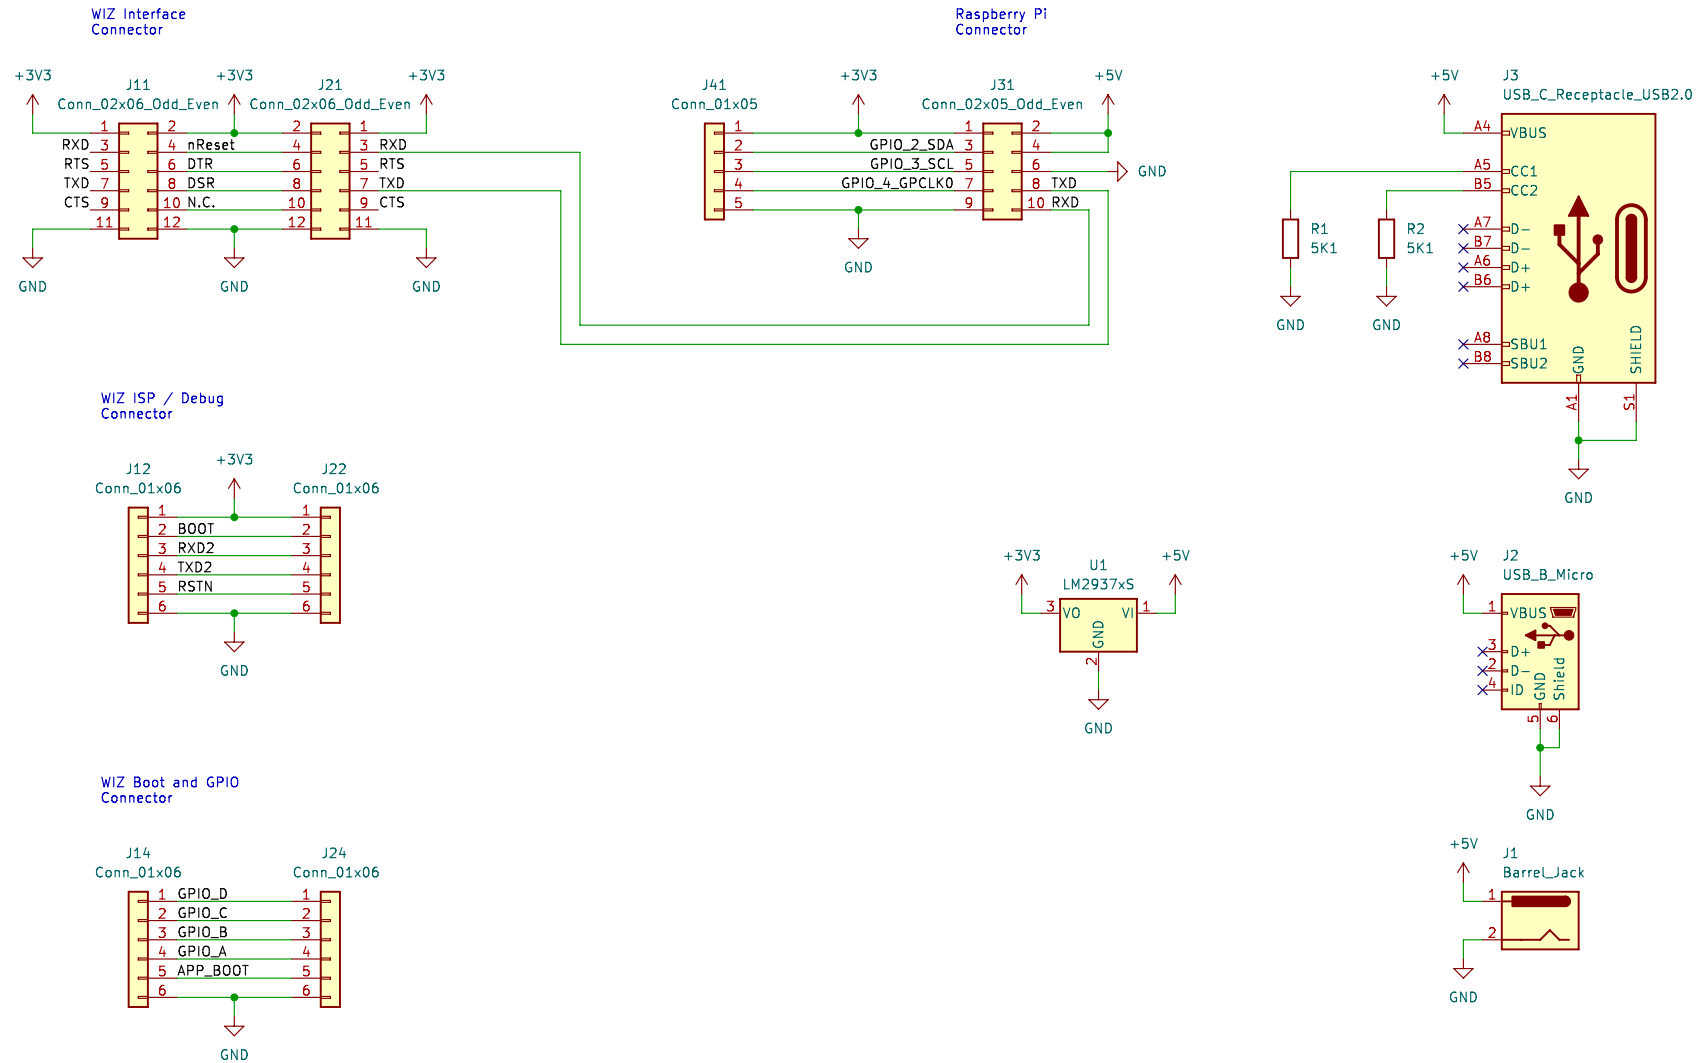 WIZ Interface
Connector
+3V3
+3V3
+3V3
J11
Conn_02x06_Odd_Even
J21
Conn_02x06_Odd_Even
1 2 2 1
RXD 3 4 nReset 4 3 RXD
RTS 5 6 DTR 6 5 RTS
TXD 7 8 DSR 8 7 TXD
CTS 9 10 N.C. 10 9 CTS
11 12 12 11
GND
GND
GND
Raspberry Pi
Connector
J41
Conn_01x05
+3V3
J31
Conn_02x05_Odd_Even
+5V
1 1 2
2 GPIO_2_SDA 3 4
3 GPIO_3_SCL 5 6 GND
4 GPIO_4_GPCLK0 7 8 TXD
5 9 10 RXD
GND
+5V
J3
USB_C_Receptacle_USB2.0
A4 VBUS
A5 CC1
B5 CC2
A7 D-
B7 D-
A6 D+
B6 D+
A8 SBU1
B8 SBU2
GND
SHIELD
A1
S1
GND
R1
5K1
GND
R2
5K1
GND
WIZ ISP / Debug
Connector
J12
Conn_01x06
+3V3
J22
Conn_01x06
1 1
2 BOOT 2
3 RXD2 3
4 TXD2 4
5 RSTN 5
6 6
GND
+3V3
U1
LM2937xS
+5V
3 VO VI 1
GND
2
GND
+5V
J2
USB_B_Micro
1 VBUS
3 D+
2 D-
4 ID
GND
Shield
5 6
GND
WIZ Boot and GPIO
Connector
J14
Conn_01x06
J24
Conn_01x06
1 GPIO_D 1
2 GPIO_C 2
3 GPIO_B 3
4 GPIO_A 4
5 APP_BOOT 5
6 6
GND
+5V
J1
Barrel_Jack
1
2
GND